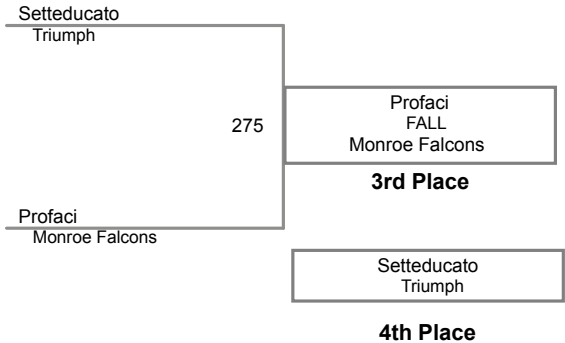 Setteducato
Triumph
275
Profaci
FALL
Monroe Falcons
3rd Place
Profaci
Monroe Falcons
Setteducato
Triumph
4th Place